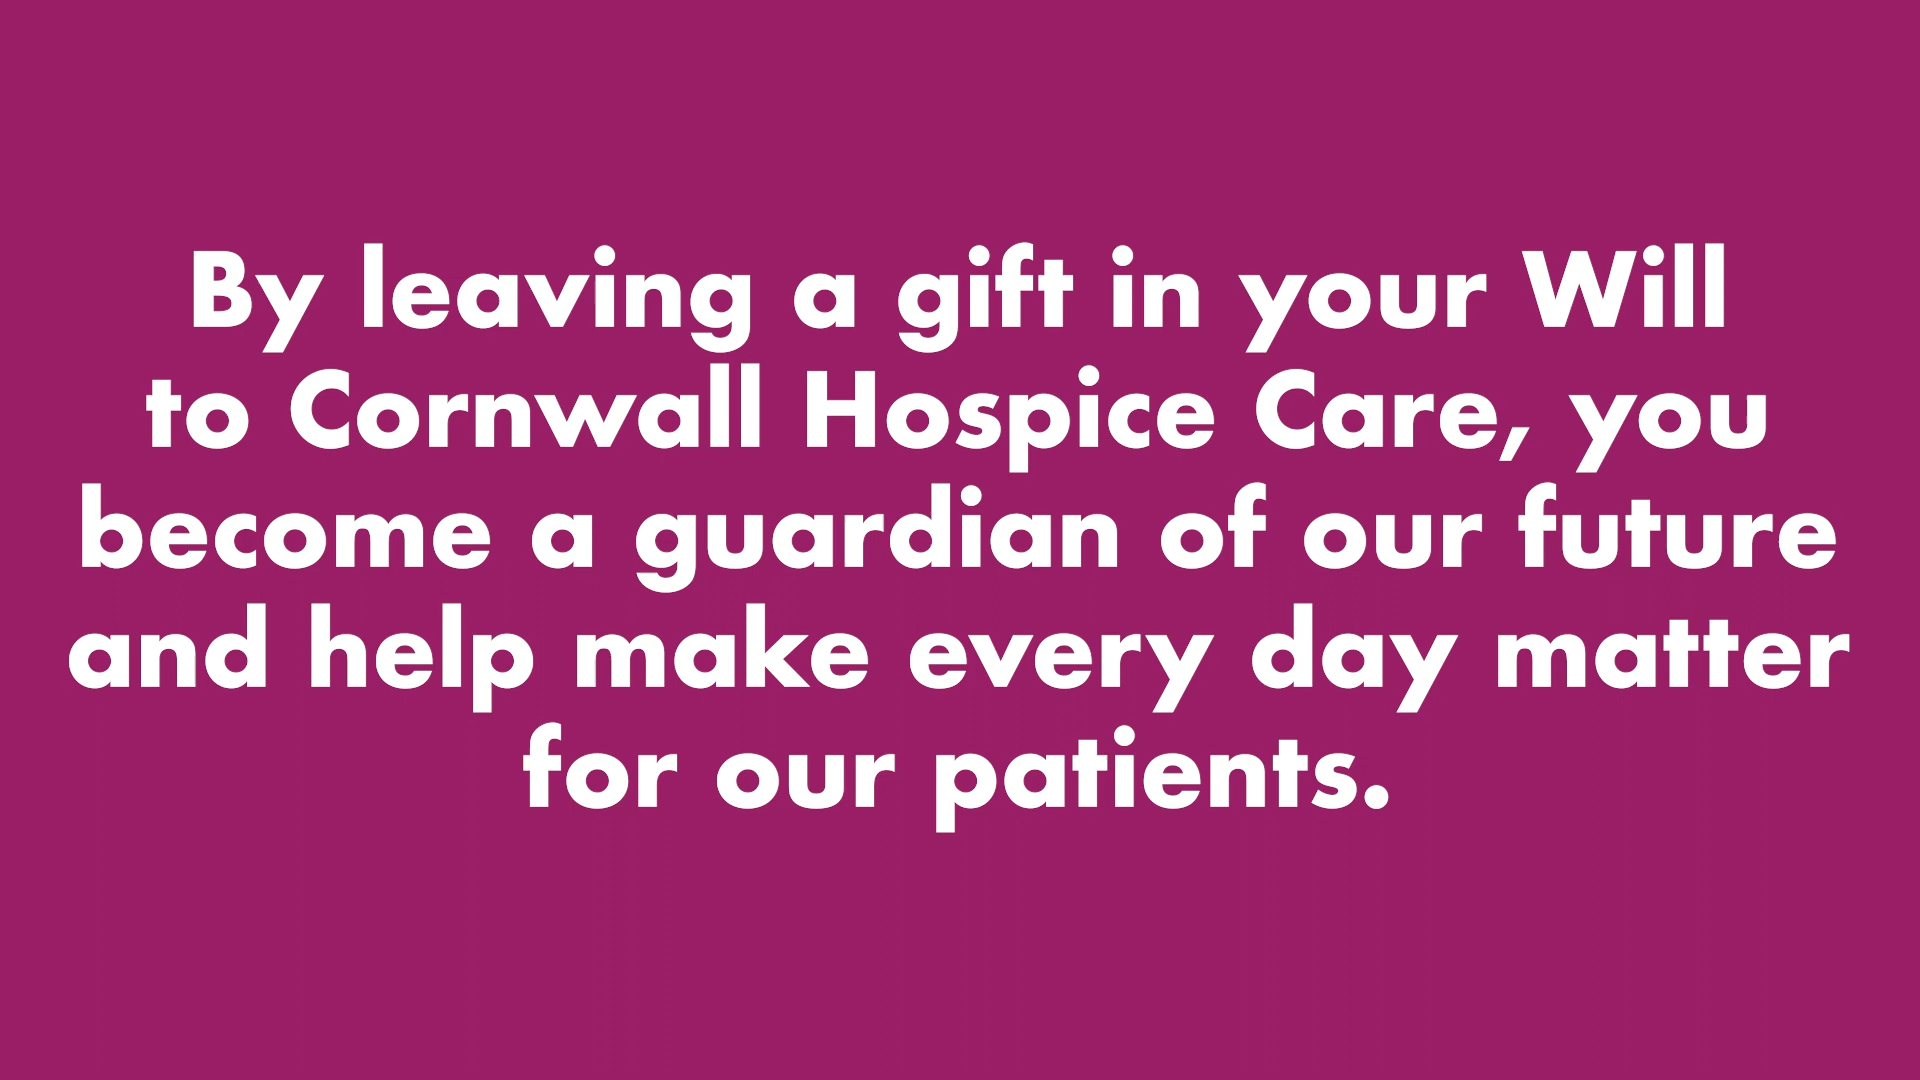 By leaving a gift in your Will
to Cornwall Hospice Care, you
become a guardian of our future
and help make every day matter
for our patients.